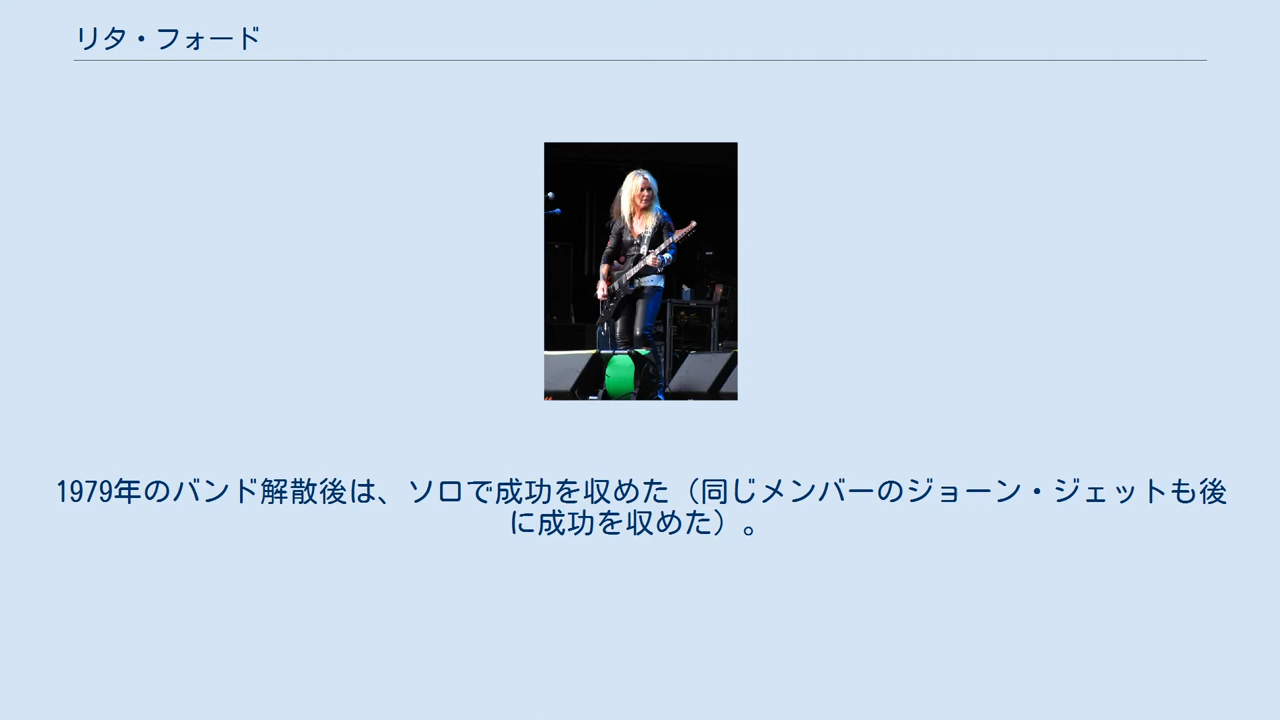 リタ・フォード
1979年のバンド解散後は、ソロで成功を収めた（同じメンバーのジョーン・ジェットも後
に成功を収めた）。